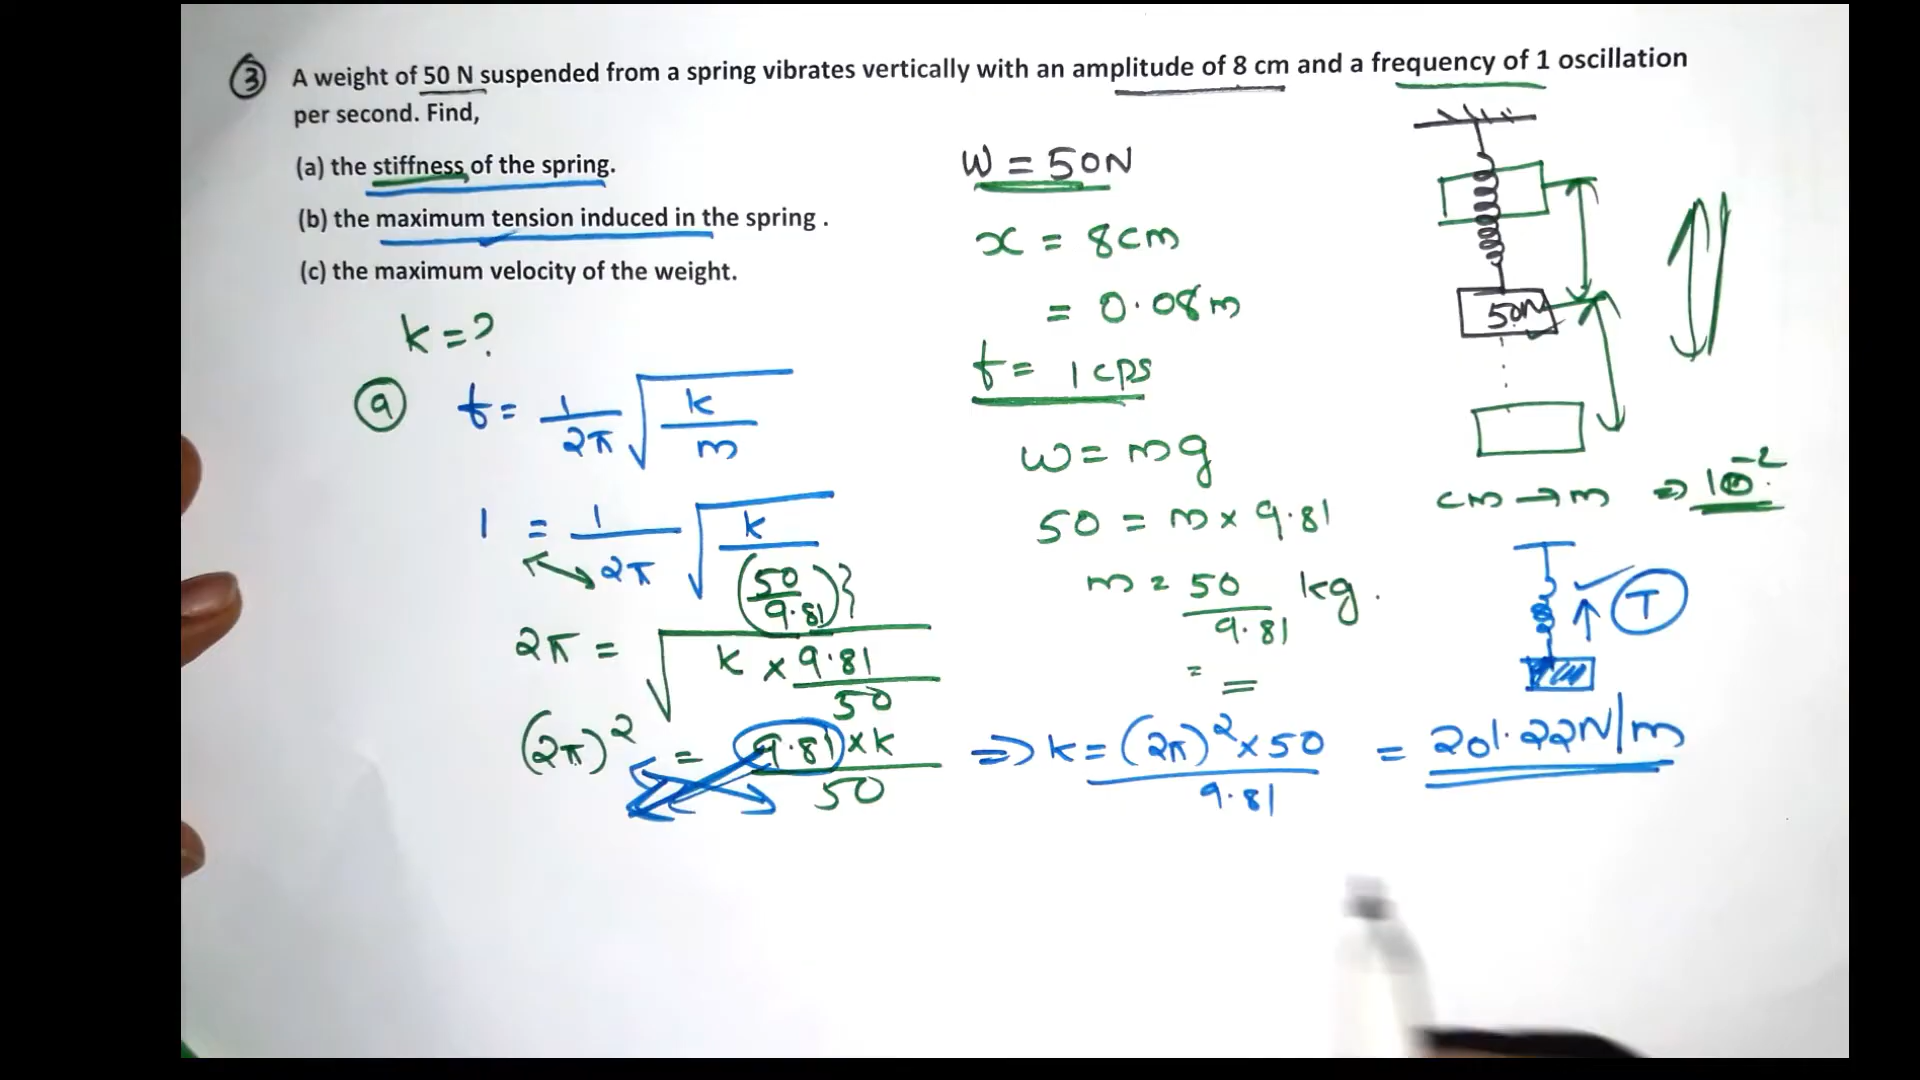 ③ A weight of 50 N suspended from a spring vibrates vertically with an amplitude of 8 cm and a frequency of 1 oscillation
per second. Find,
(a) the stiffness of the spring.
(b) the maximum tension induced in the spring .
(c) the maximum velocity of the weight.
W = 50N
x = 8cm
= 0.08m
f = 1 cps
w = mg
50 = m x 9.81
m = 50/9.81 kg.
= =
50N
cm → m ⇒ 10⁻²
T
k = ?
ⓐ f = 1/2π √(k/m)
1 = 1/2π √(k/(50/9.81))
2π = √(k x 9.81/50)
(2π)² = 9.81 x k/50 ⇒ k = (2π)² x 50/9.81 = 201.22N/m